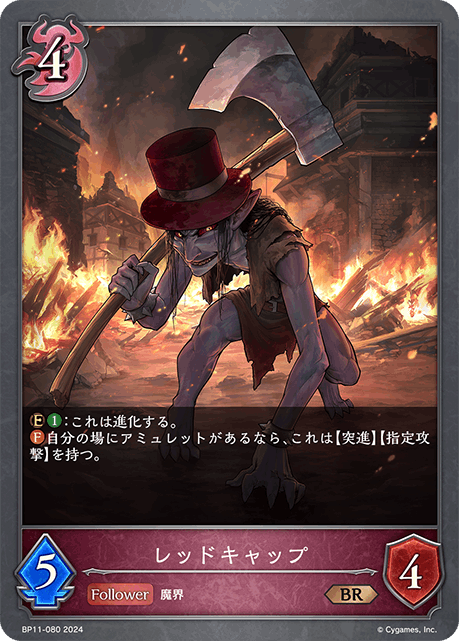 4
E 1：これは進化する。
F 自分の場にアミュレットがあるなら、これは【突進】【指定攻
撃】を持つ。
レッドキャップ
5
Follower 魔界
BR
4
BP11-080 2024
© Cygames, Inc.